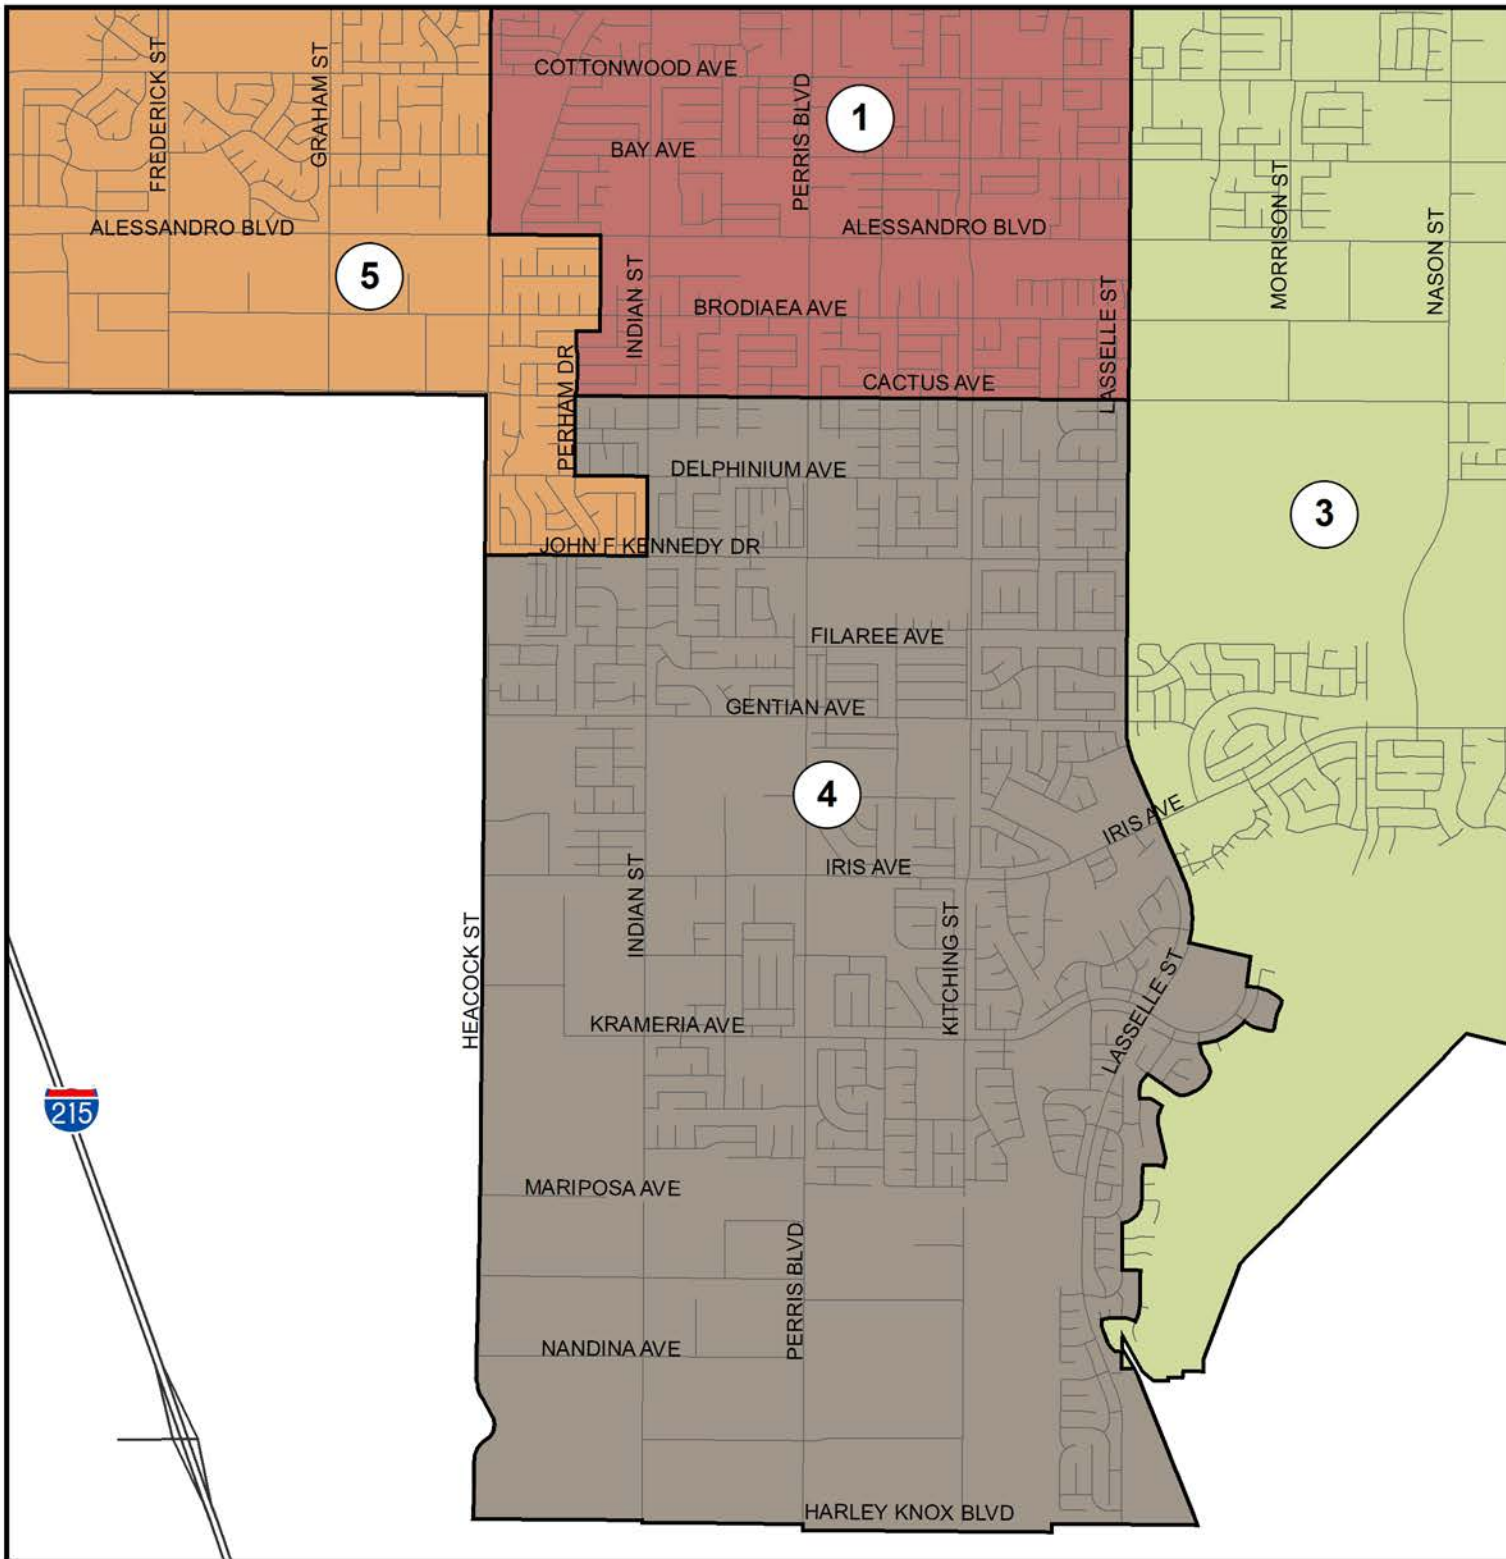 COTTONWOOD AVE
FREDERICK ST
GRAHAM ST
PERRIS BLVD
1
BAY AVE
MORRISON ST
NASON ST
ALESSANDRO BLVD
ALESSANDRO BLVD
5
INDIAN ST
BRODIAEA AVE
LASSELLE ST
PERHAM DR
CACTUS AVE
DELPHINIUM AVE
3
JOHN F KENNEDY DR
FILAREE AVE
GENTIAN AVE
4
IRIS AVE
IRIS AVE
INDIAN ST
HEACOCK ST
KITCHING ST
LASSELLE ST
KRAMERIA AVE
215
MARIPOSA AVE
PERRIS BLVD
NANDINA AVE
HARLEY KNOX BLVD